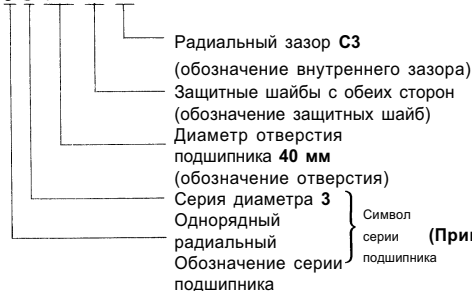 Радиальный зазор C3
(обозначение внутреннего зазора)
Защитные шайбы с обеих сторон
(обозначение защитных шайб)
Диаметр отверстия
подшипника 40 мм
(обозначение отверстия)
Серия диаметра 3
Однорядный
радиальный
Обозначение серии
подшипника
Символ
серии
подшипника